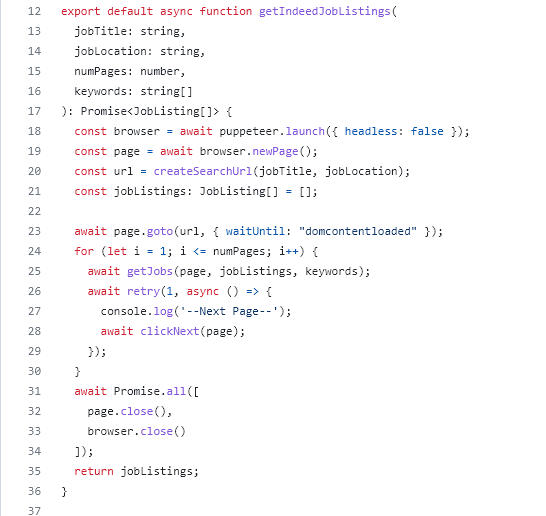 12 export default async function getIndeedJobListings(
13 jobTitle: string,
14 jobLocation: string,
15 numPages: number,
16 keywords: string[]
17 ): Promise<JobListing[]> {
18 const browser = await puppeteer.launch({ headless: false });
19 const page = await browser.newPage();
20 const url = createSearchUrl(jobTitle, jobLocation);
21 const jobListings: JobListing[] = [];
22
23 await page.goto(url, { waitUntil: "domcontentloaded" });
24 for (let i = 1; i <= numPages; i++) {
25 await getJobs(page, jobListings, keywords);
26 await retry(1, async () => {
27 console.log('--Next Page--');
28 await clickNext(page);
29 });
30 }
31 await Promise.all([
32 page.close(),
33 browser.close()
34 ]);
35 return jobListings;
36 }
37